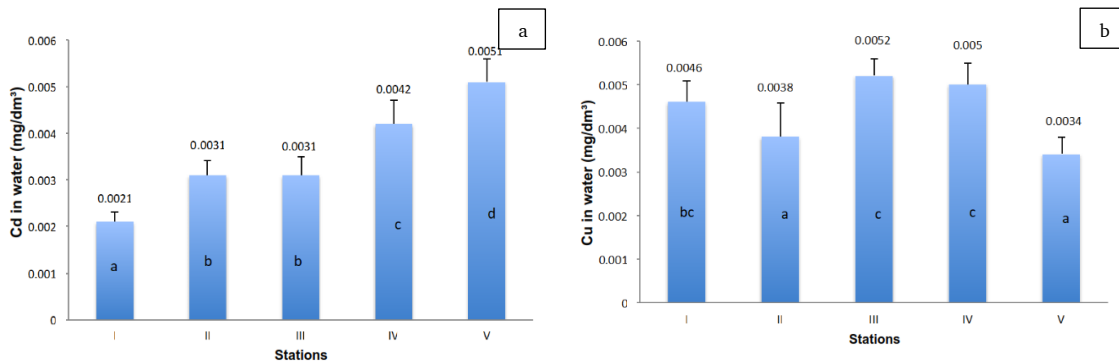 a
Cd in water (mg/dm³)
0.006
0.005
0.004
0.003
0.002
0.001
0
0.0021
0.0031
0.0031
0.0042
0.0051
a
b
b
c
d
I
II
III
IV
V
Stations
b
Cu in water (mg/dm³)
0.006
0.005
0.004
0.003
0.002
0.001
0
0.0046
0.0038
0.0052
0.005
0.0034
bc
a
c
c
a
I
II
III
IV
V
Stations